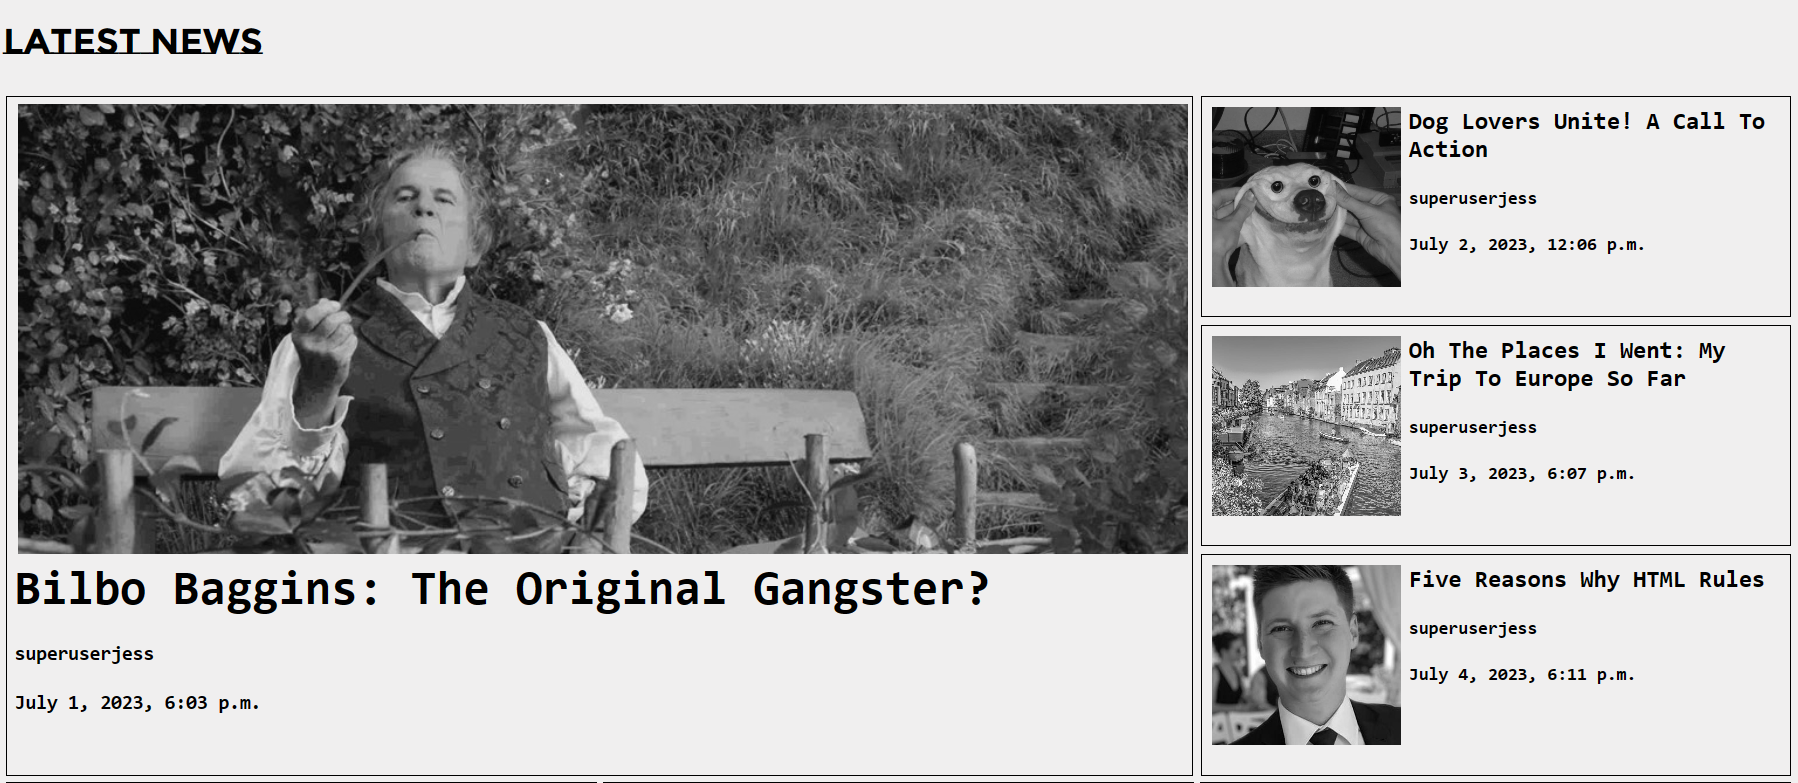 LATEST NEWS
Bilbo Baggins: The Original Gangster?
superuserjess
July 1, 2023, 6:03 p.m.
Dog Lovers Unite! A Call To
Action
superuserjess
July 2, 2023, 12:06 p.m.
Oh The Places I Went: My
Trip To Europe So Far
superuserjess
July 3, 2023, 6:07 p.m.
Five Reasons Why HTML Rules
superuserjess
July 4, 2023, 6:11 p.m.